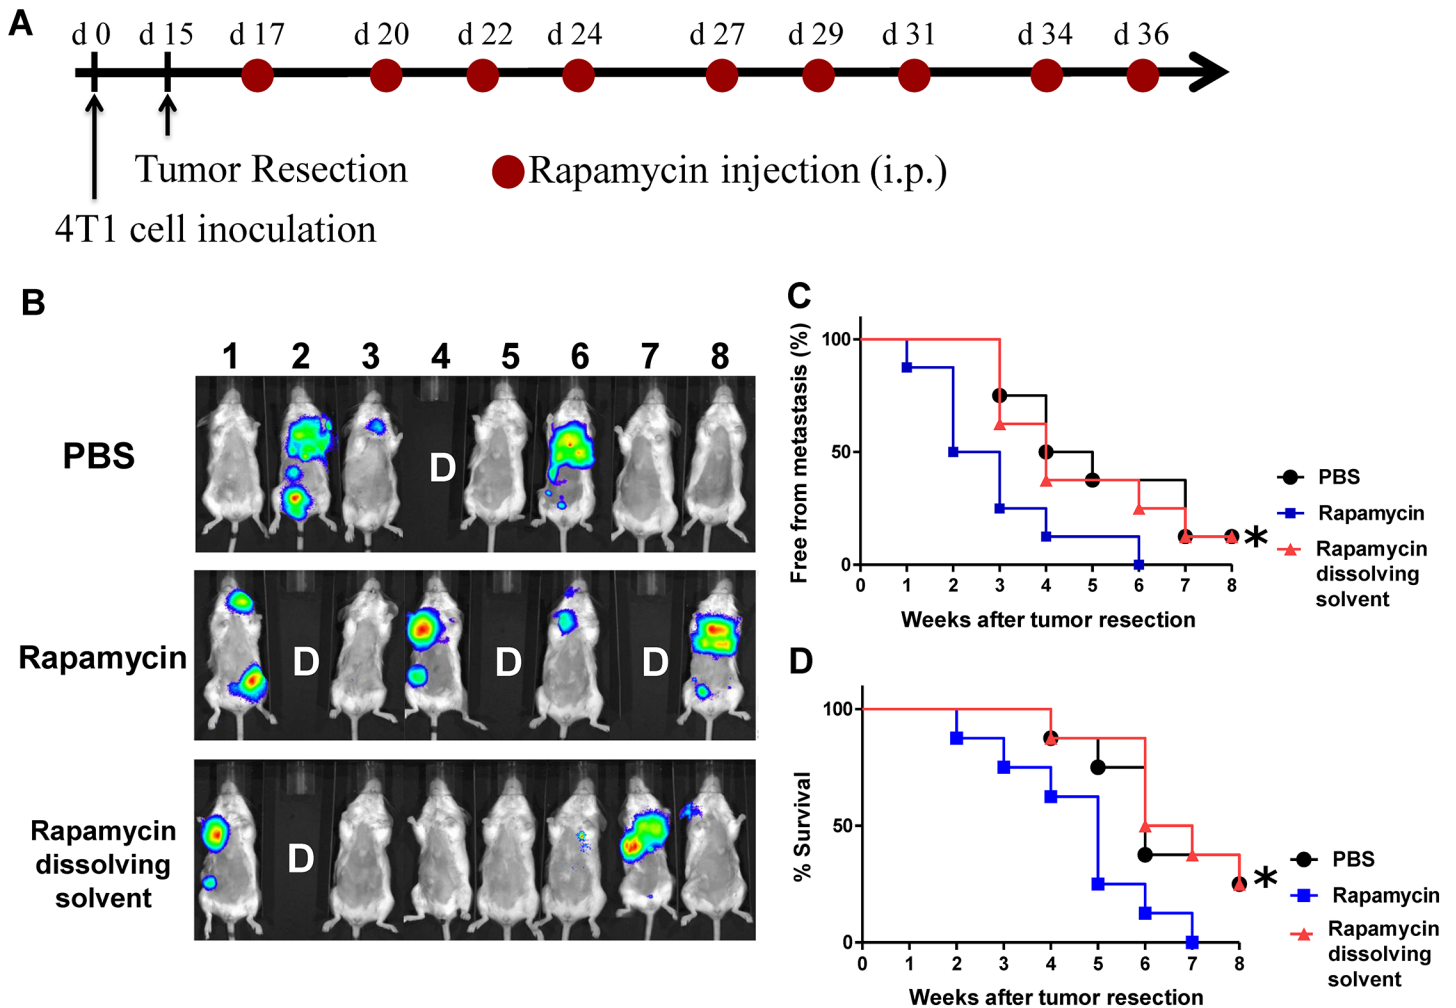 A
d 0 d 15 d 17 d 20 d 22 d 24 d 27 d 29 d 31 d 34 d 36
Tumor Resection
Rapamycin injection (i.p.)
4T1 cell inoculation
B
1 2 3 4 5 6 7 8
PBS
D
Rapamycin
D D D
Rapamycin
dissolving
solvent
D
C
Free from metastasis (%)
100
50
0
0 1 2 3 4 5 6 7 8
Weeks after tumor resection
*
PBS
Rapamycin
Rapamycin
dissolving
solvent
D
% Survival
100
50
0
0 1 2 3 4 5 6 7 8
Weeks after tumor resection
*
PBS
Rapamycin
Rapamycin
dissolving
solvent